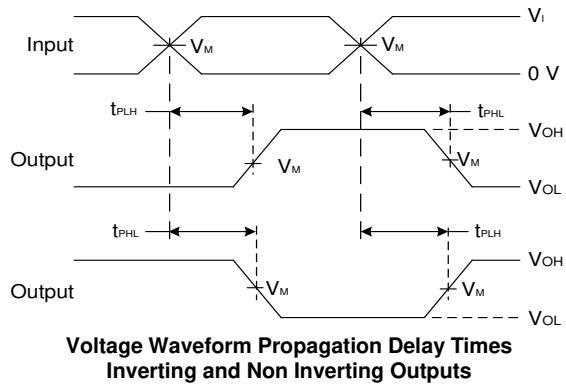 VI
Input
VM
VM
0 V
tPLH
tPHL
VOH
Output
VM
VM
VOL
tPHL
tPLH
VOH
Output
VM
VM
VOL
Voltage Waveform Propagation Delay Times
Inverting and Non Inverting Outputs